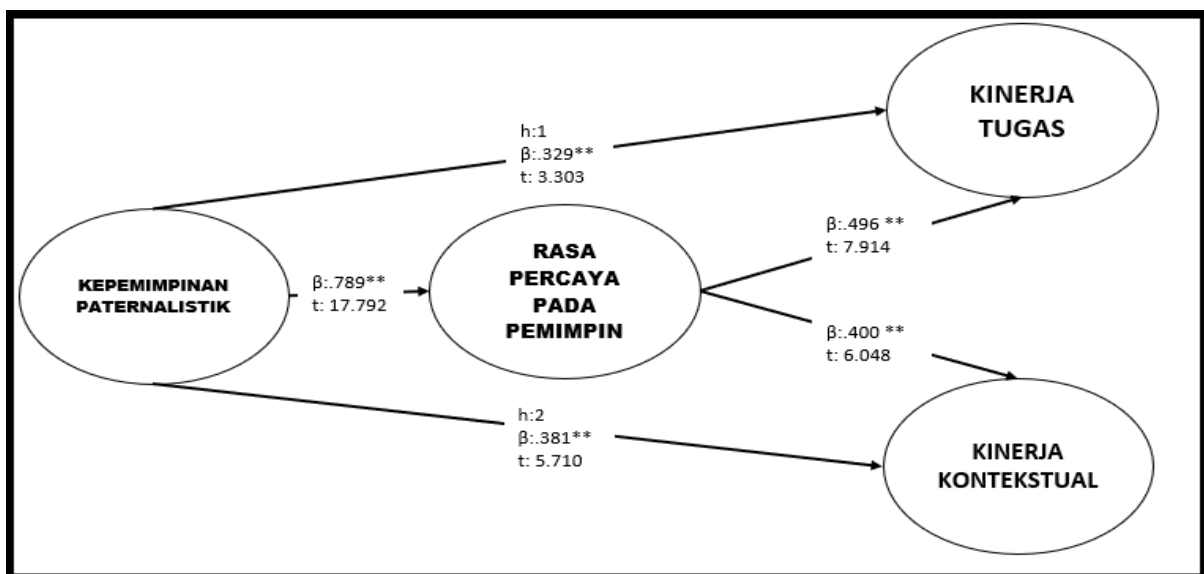 KINERJA
TUGAS
h:1
β:.329**
t: 3.303
β:.496 **
t: 7.914
KEPEMIMPINAN
PATERNALISTIK
β:.789**
t: 17.792
RASA
PERCAYA
PADA
PEMIMPIN
β:.400 **
t: 6.048
h:2
β:.381**
t: 5.710
KINERJA
KONTEKSTUAL